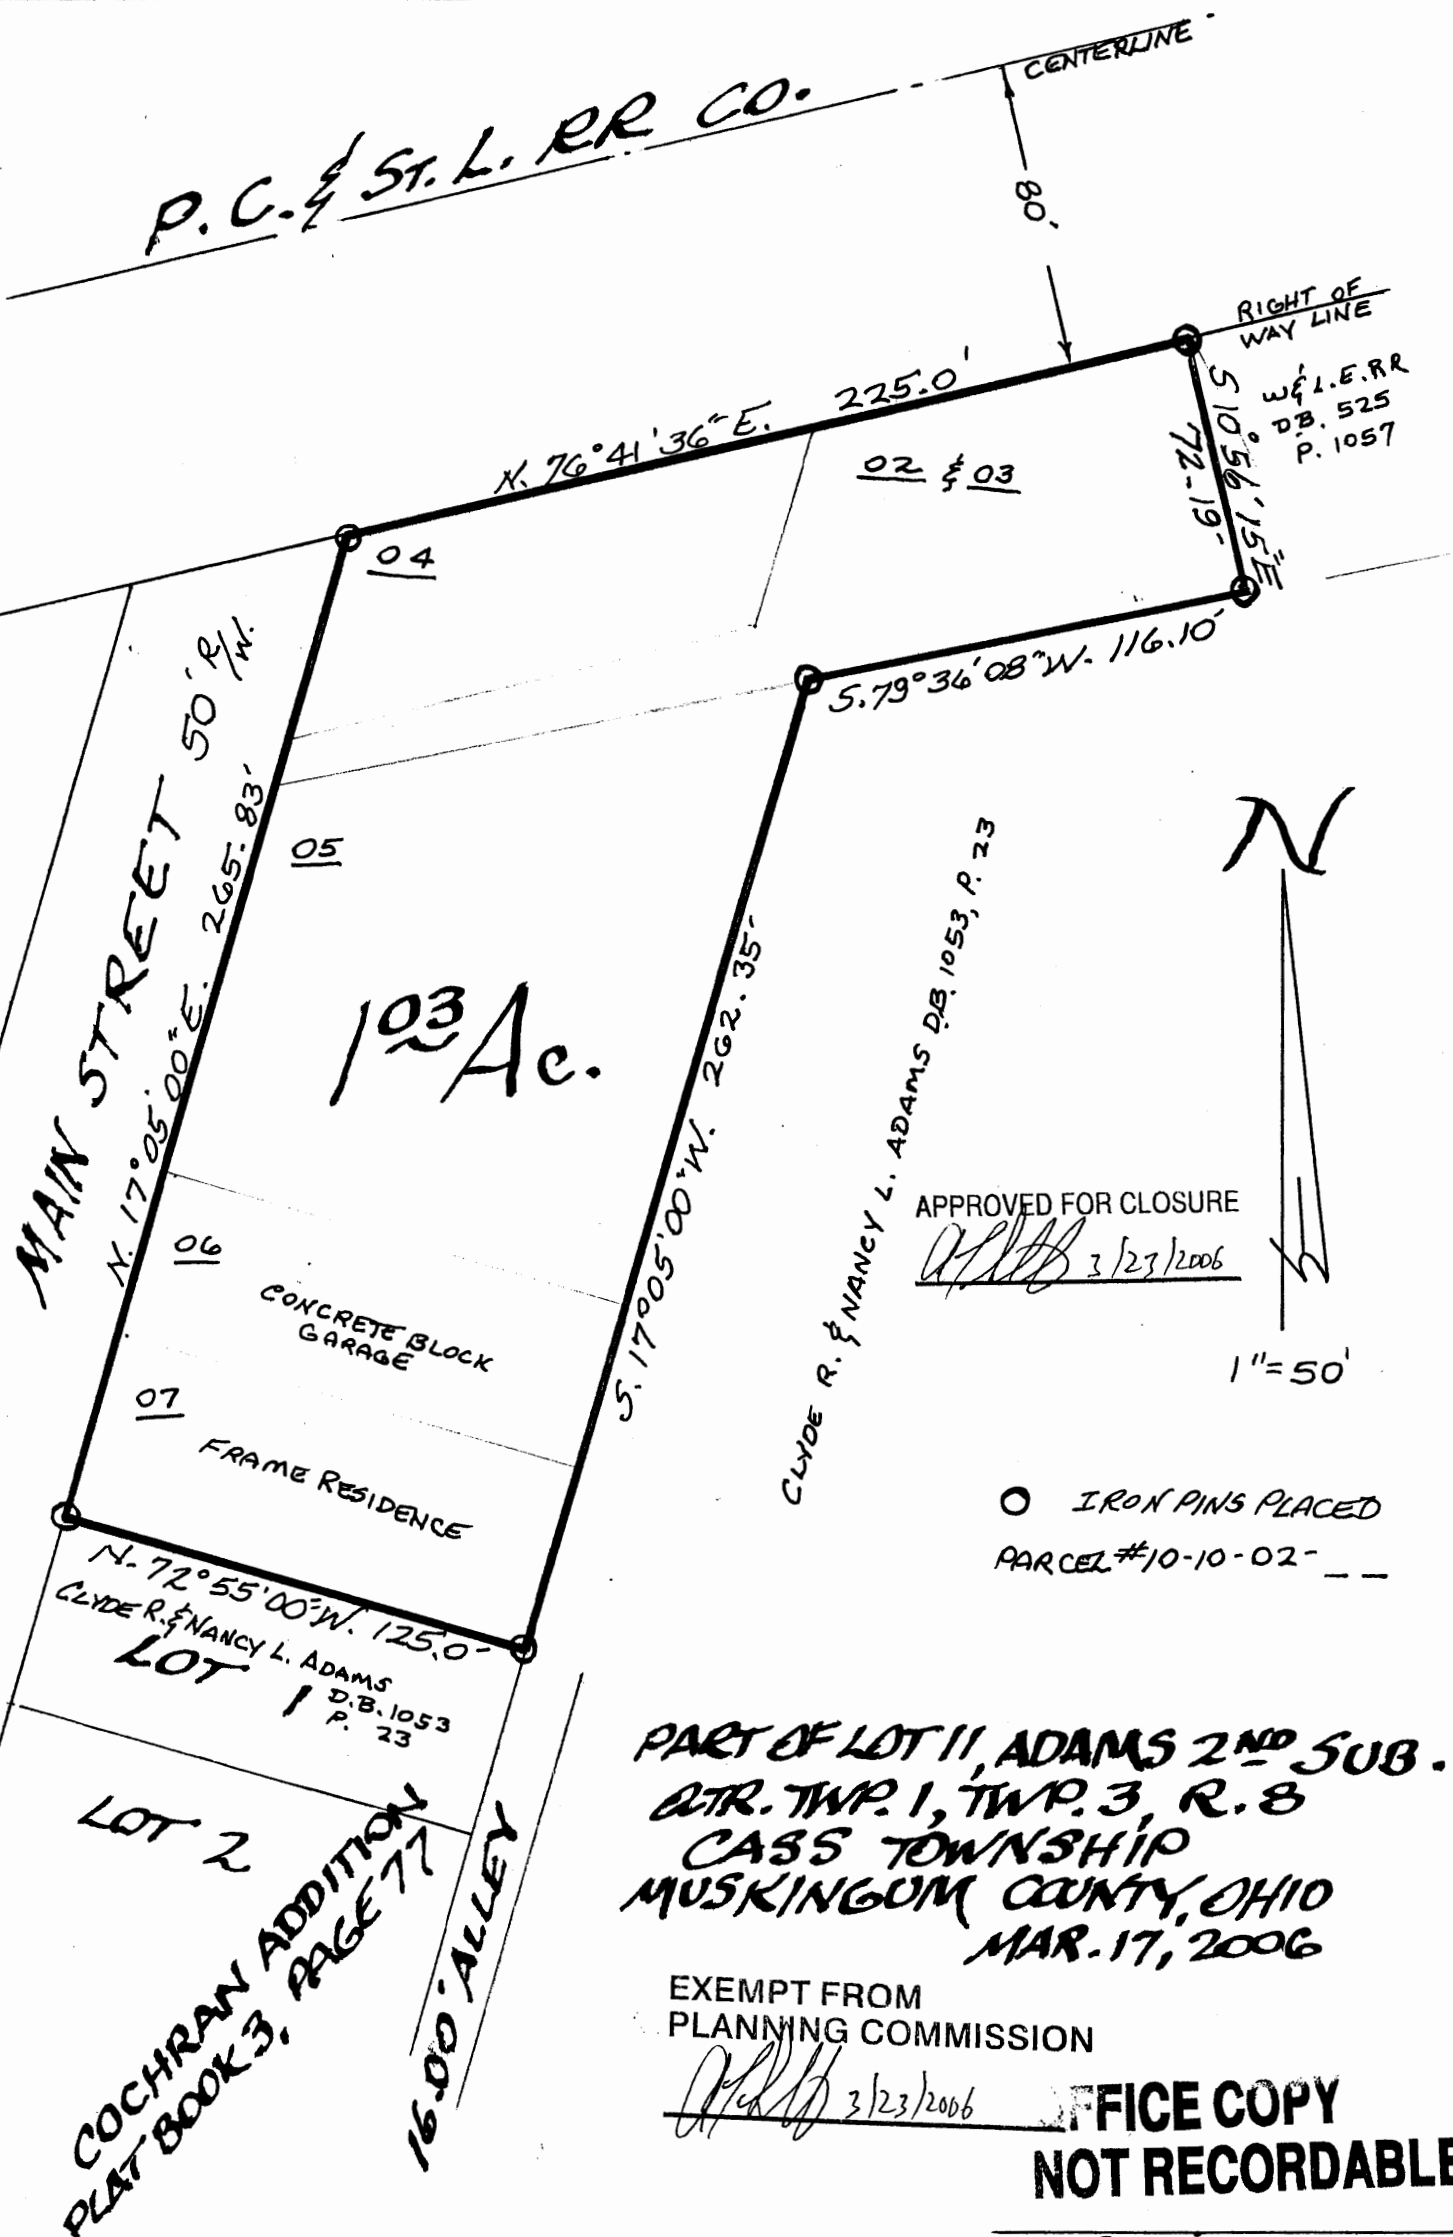 P.C. & ST. L. RR CO.
CENTERLINE
80'
RIGHT OF
WAY LINE
W & L.E.RR
DB. 525
P. 1057
N. 76°41'36" E. 225.0'
02 & 03
S 10°56'15" E
72.19'
04
S. 79°34'08" W. 116.10'
MAIN STREET 50' R/W.
N. 17°05'00" E. 265.83'
05
1 03 Ac.
S. 17°05'00" W. 262.35'
CLYDE R. & NANCY L. ADAMS D.B. 1053, P. 23
N
APPROVED FOR CLOSURE
3/23/2006
1"=50'
06
CONCRETE BLOCK
GARAGE
07
FRAME RESIDENCE
O IRON PINS PLACED
PARCEL #10-10-02-_ _
N. 72°55'00" W. 125.0'
CLYDE R. & NANCY L. ADAMS
LOT 1
D.B. 1053
P. 23
LOT 2
COCHRAN ADDITION
PLAT BOOK 3, PAGE 77
16.00' ALLEY
PART OF LOT 11, ADAMS 2ND SUB.
QTR. TWP. 1, TWP. 3, R. 8
CASS TOWNSHIP
MUSKINGUM COUNTY, OHIO
MAR. 17, 2006
EXEMPT FROM
PLANNING COMMISSION
3/23/2006
OFFICE COPY
NOT RECORDABLE